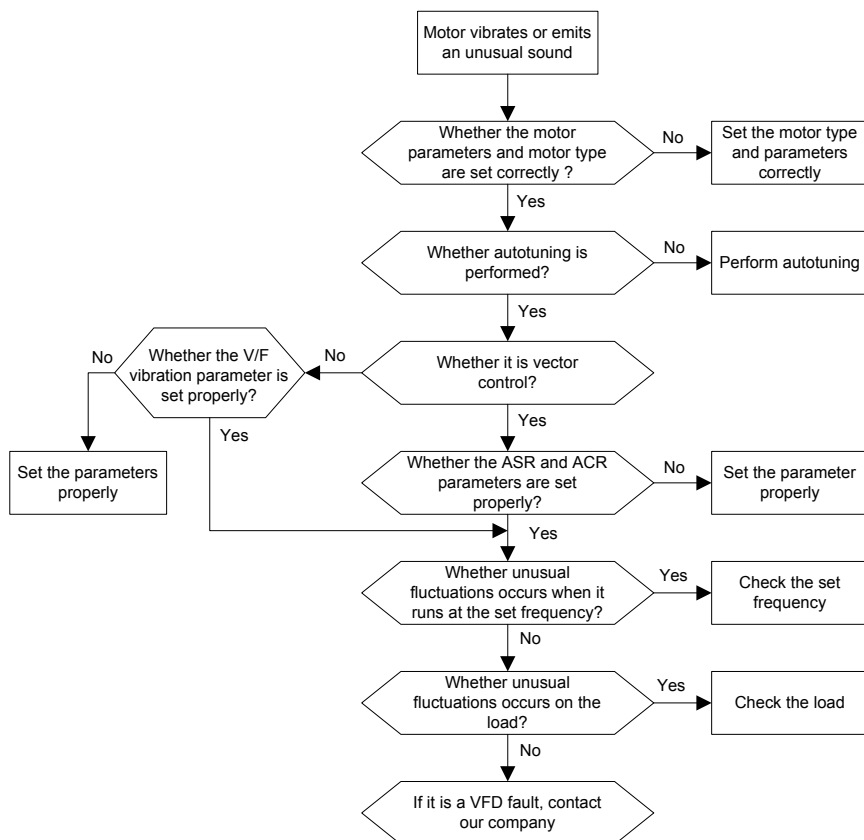 Motor vibrates or emits
an unusual sound
Whether the motor
parameters and motor type
are set correctly ?
No
Set the motor type
and parameters
correctly
Yes
Whether autotuning is
performed?
No
Perform autotuning
Yes
No
Whether the V/F
vibration parameter is
set properly?
No
Whether it is vector
control?
Yes
Yes
Set the parameters
properly
Whether the ASR and ACR
parameters are set
properly?
No
Set the parameter
properly
Yes
Whether unusual
fluctuations occurs when it
runs at the set frequency?
Yes
Check the set
frequency
No
Whether unusual
fluctuations occurs on the
load?
Yes
Check the load
No
If it is a VFD fault, contact
our company